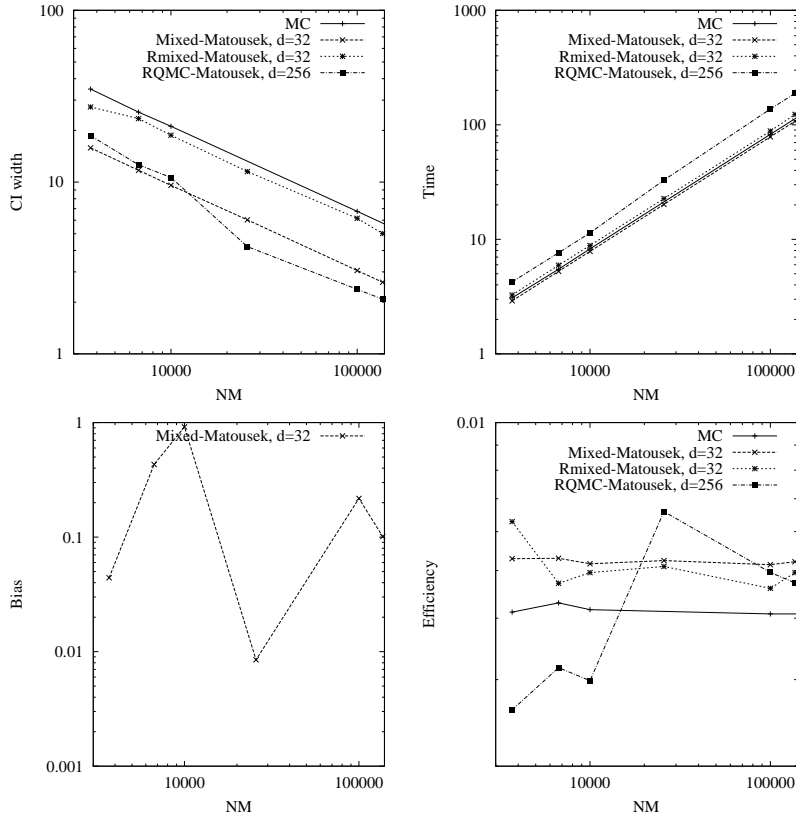 100
10
1
10000
100000
CI width
NM
MC
Mixed-Matousek, d=32
Rmixed-Matousek, d=32
RQMC-Matousek, d=256
1000
100
10
1
10000
100000
Time
NM
MC
Mixed-Matousek, d=32
Rmixed-Matousek, d=32
RQMC-Matousek, d=256
1
0.1
0.01
0.001
10000
100000
Bias
NM
Mixed-Matousek, d=32
0.01
10000
100000
Efficiency
NM
MC
Mixed-Matousek, d=32
Rmixed-Matousek, d=32
RQMC-Matousek, d=256